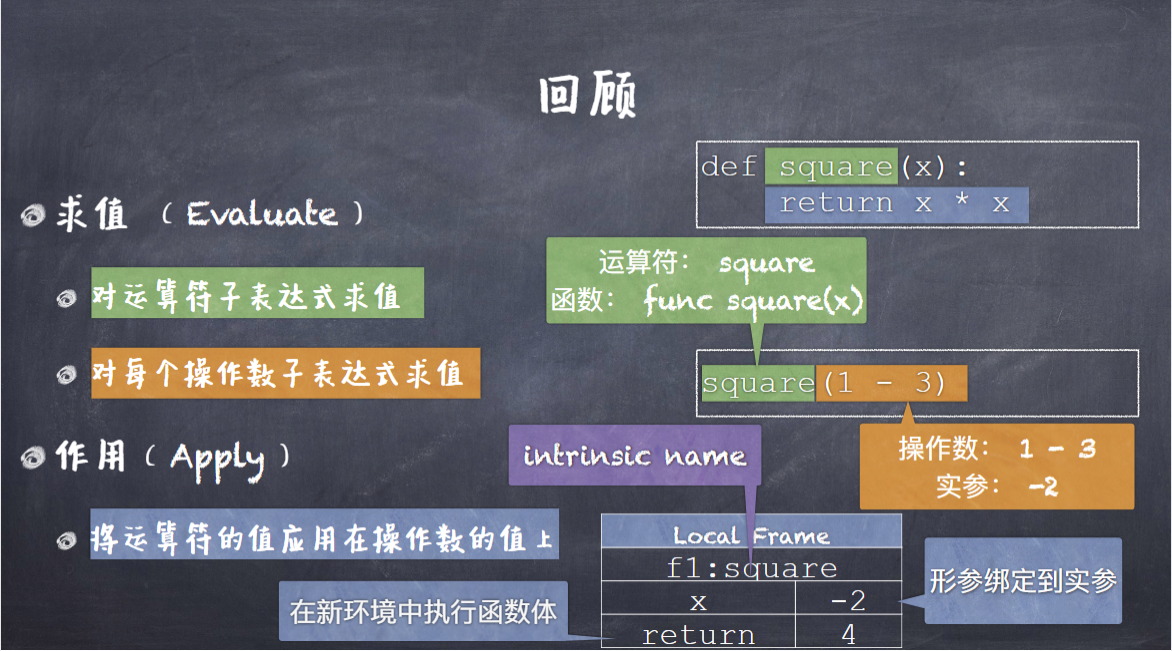 回顾
求值 （ Evaluate ）
对运算符子表达式求值
对每个操作数子表达式求值
作用（ Apply ）
将运算符的值应用在操作数的值上
def square(x):
return x * x
运算符： square
函数： func square(x)
square(1 - 3)
操作数： 1 - 3
实参： -2
intrinsic name
Local Frame
f1:square
x -2
return 4
形参绑定到实参
在新环境中执行函数体